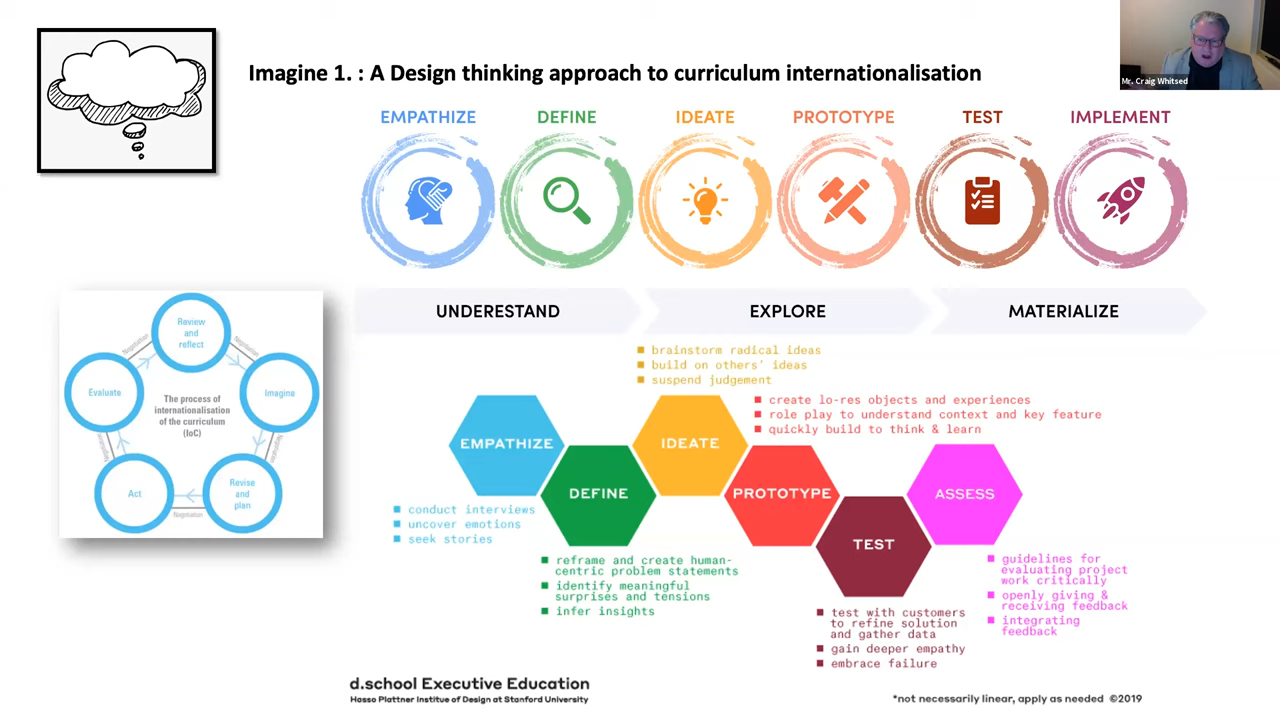 Imagine 1. : A Design thinking approach to curriculum internationalisation
Mr. Craig Whitsed
EMPATHIZE
DEFINE
IDEATE
PROTOTYPE
TEST
IMPLEMENT
UNDERESTAND
EXPLORE
MATERIALIZE
Review
and
reflect
Negotiation
Negotiation
Evaluate
Imagine
The process of
internationalisation
of the curriculum
(IoC)
Act
Revise
and
plan
Negotiation
brainstorm radical ideas
build on others' ideas
suspend judgement
create lo-res objects and experiences
role play to understand context and key feature
quickly build to think & learn
EMPATHIZE
IDEATE
DEFINE
PROTOTYPE
ASSESS
TEST
conduct interviews
uncover emotions
seek stories
reframe and create human-
centric problem statements
identify meaningful
surprises and tensions
infer insights
guidelines for
evaluating project
work critically
openly giving &
receiving feedback
integrating
feedback
test with customers
to refine solution
and gather data
gain deeper empathy
embrace failure
d.school Executive Education
Hasso Plattner Institue of Design at Stanford University
*not necessarily linear, apply as needed ©2019